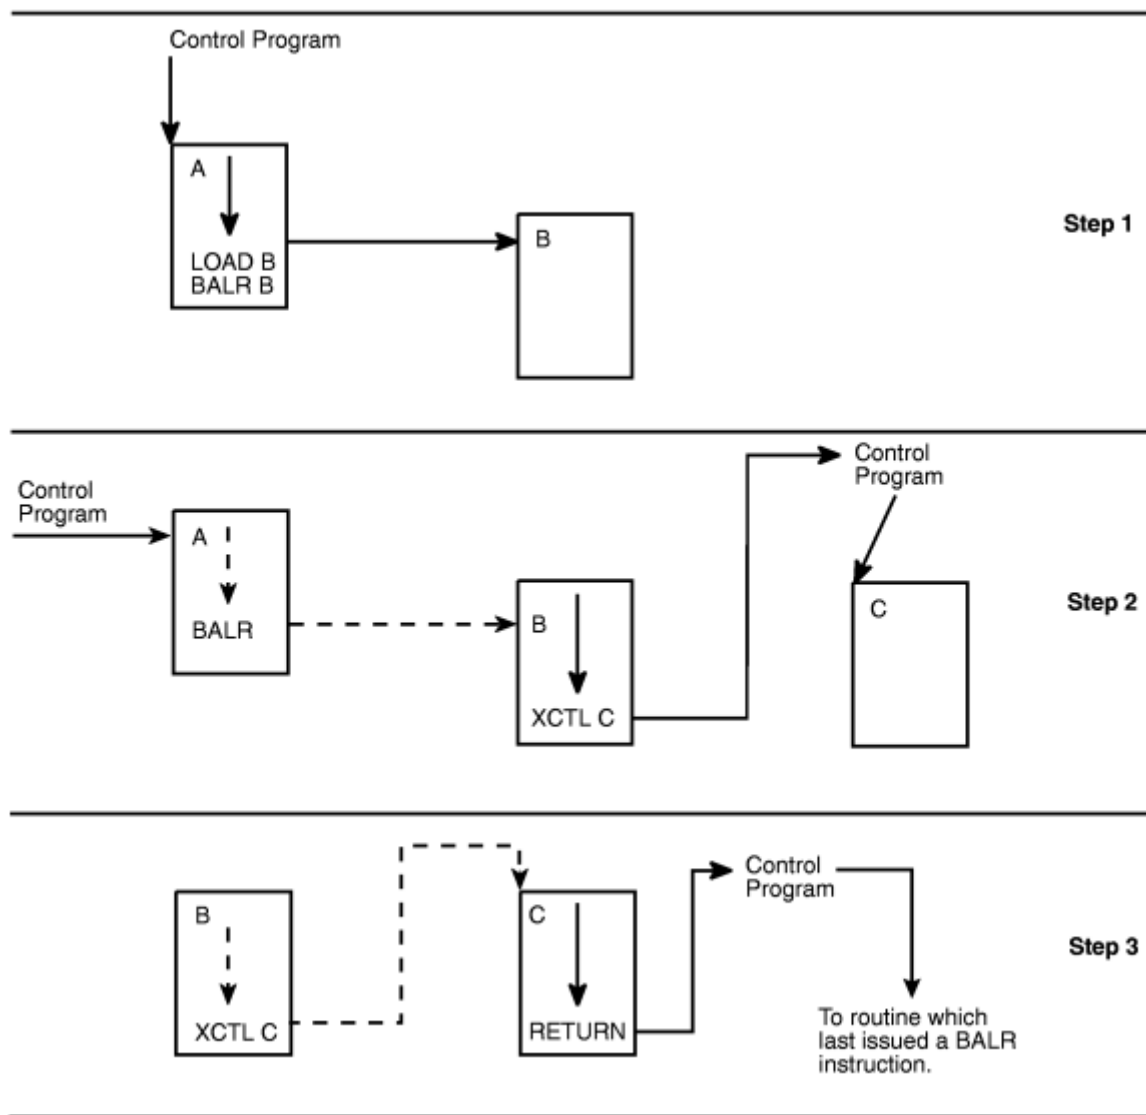 Control Program
A
LOAD B
BALR B
B
Step 1
Control
Program
A
BALR
B
XCTL C
Control
Program
C
Step 2
B
XCTL C
C
RETURN
Control
Program
To routine which
last issued a BALR
instruction.
Step 3